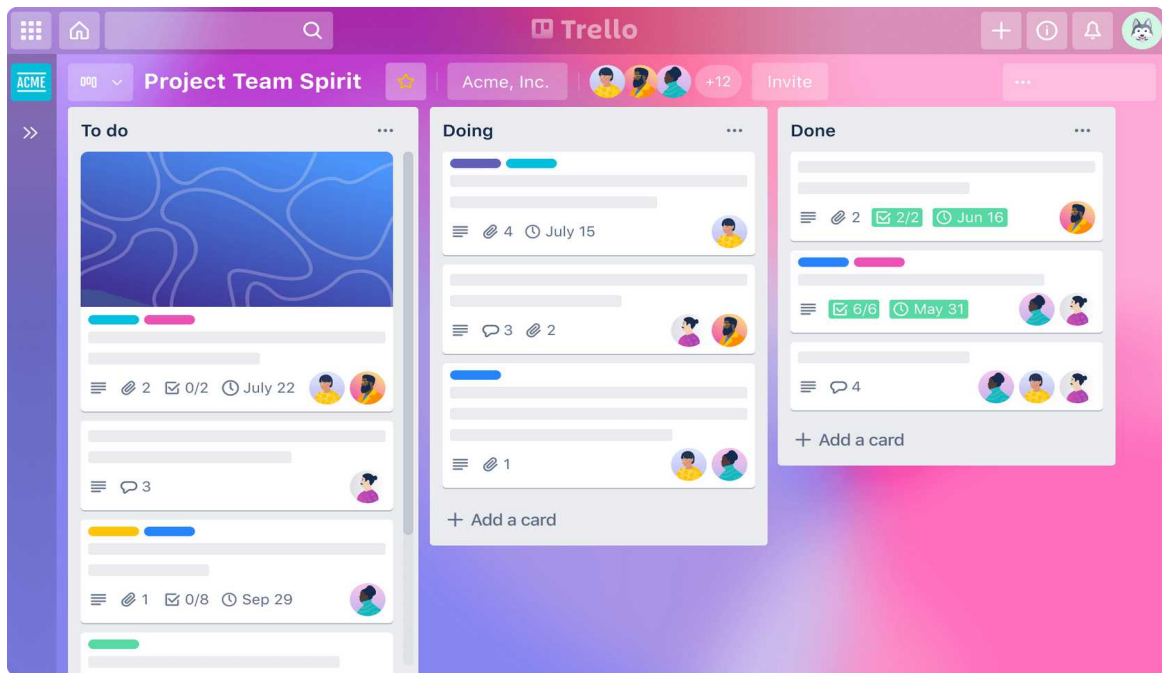 Trello
ACME
Project Team Spirit
Acme, Inc.
+12
Invite
To do
2 0/2 July 22
3
1 0/8 Sep 29
Doing
4 July 15
3 2
1
+ Add a card
Done
2 2/2 Jun 16
6/6 May 31
4
+ Add a card